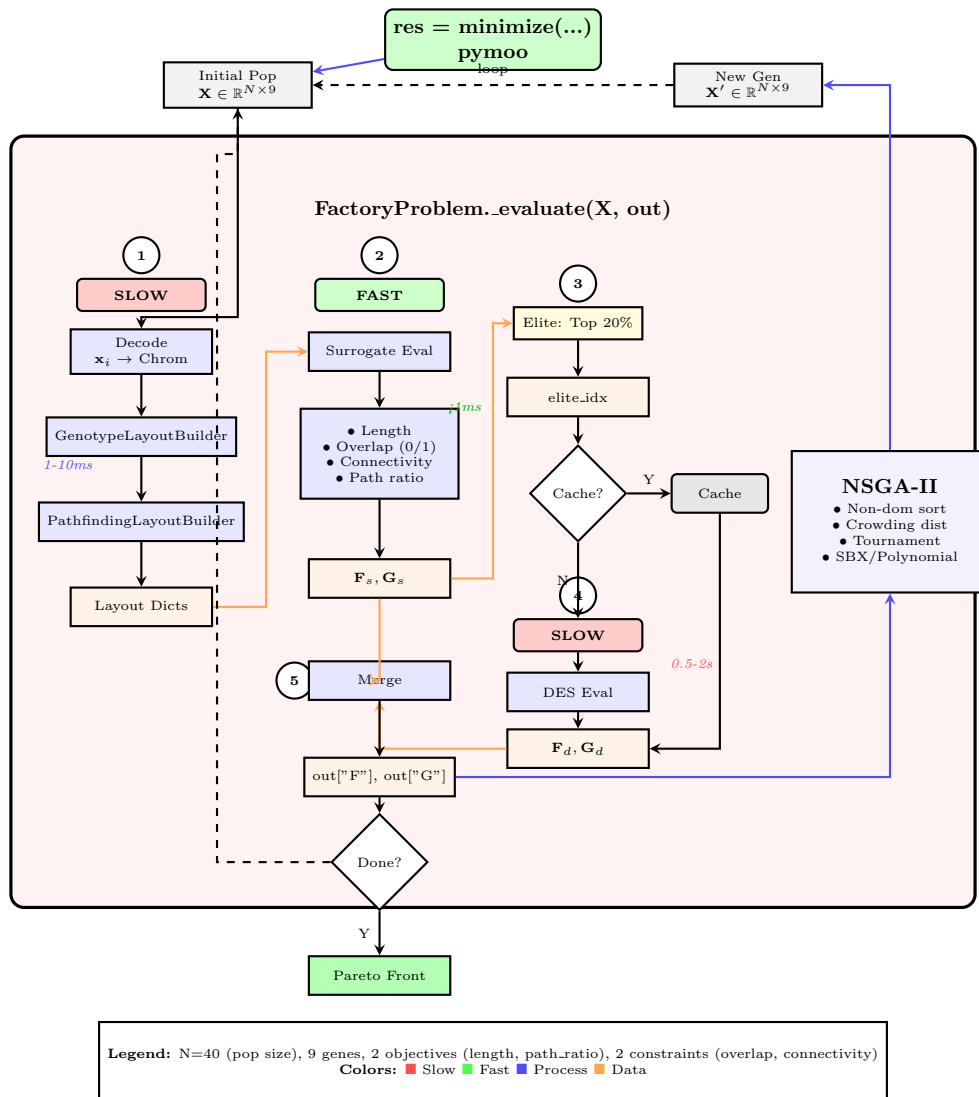 res = minimize(...)
pymoo
loop
Initial Pop
X ∈ ℝ^{N×9}
New Gen
X′ ∈ ℝ^{N×9}
FactoryProblem._evaluate(X, out)
1
SLOW
Decode
x_i → Chrom
GenotypeLayoutBuilder
1-10ms
PathfindingLayoutBuilder
Layout Dicts
2
FAST
Surrogate Eval
¡1ms
• Length
• Overlap (0/1)
• Connectivity
• Path ratio
F_s, G_s
5
Merge
out["F"], out["G"]
Done?
Y
Pareto Front
3
Elite: Top 20%
elite_idx
Cache?
Y
Cache
N
4
SLOW
0.5-2s
DES Eval
F_d, G_d
NSGA-II
• Non-dom sort
• Crowding dist
• Tournament
• SBX/Polynomial
Legend: N=40 (pop size), 9 genes, 2 objectives (length, path_ratio), 2 constraints (overlap, connectivity)
Colors: ■ Slow ■ Fast ■ Process ■ Data